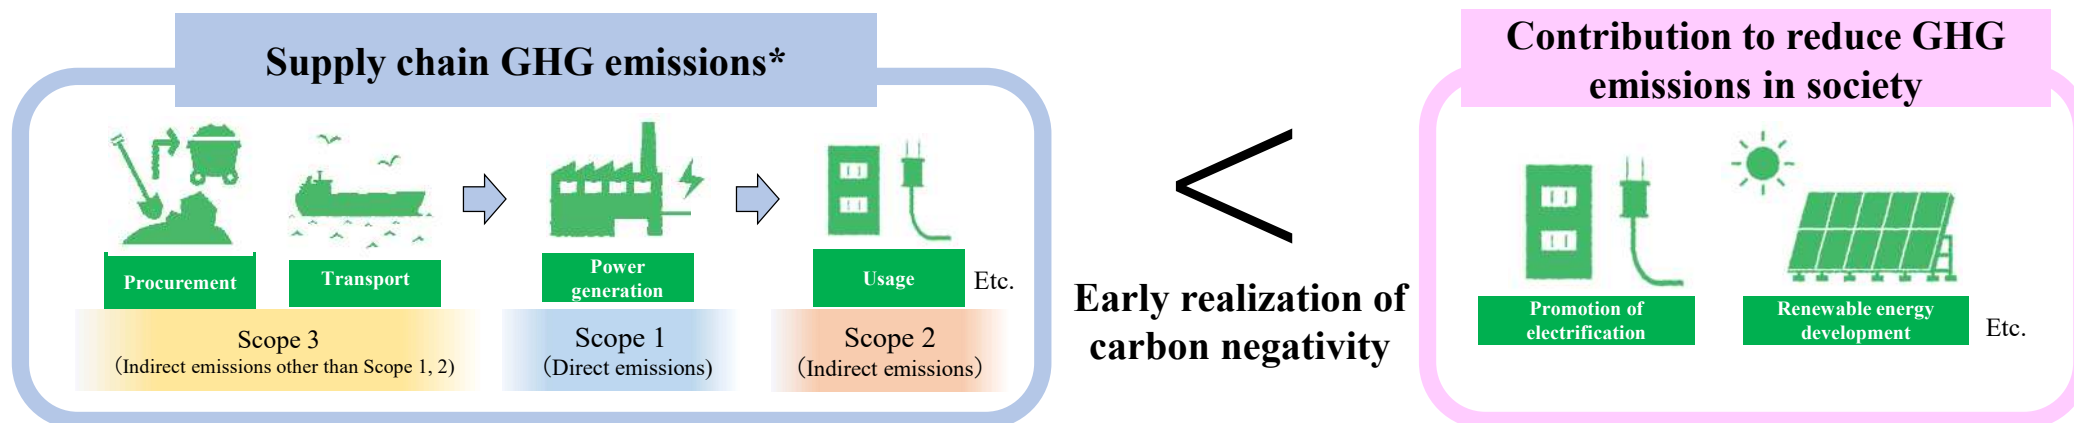 Supply chain GHG emissions*
Procurement
Transport
Power
generation
Usage
Etc.
Scope 3
（Indirect emissions other than Scope 1, 2)
Scope 1
（Direct emissions)
Scope 2
（Indirect emissions）
<
Early realization of
carbon negativity
Contribution to reduce GHG
emissions in society
Promotion of
electrification
Renewable energy
development
Etc.